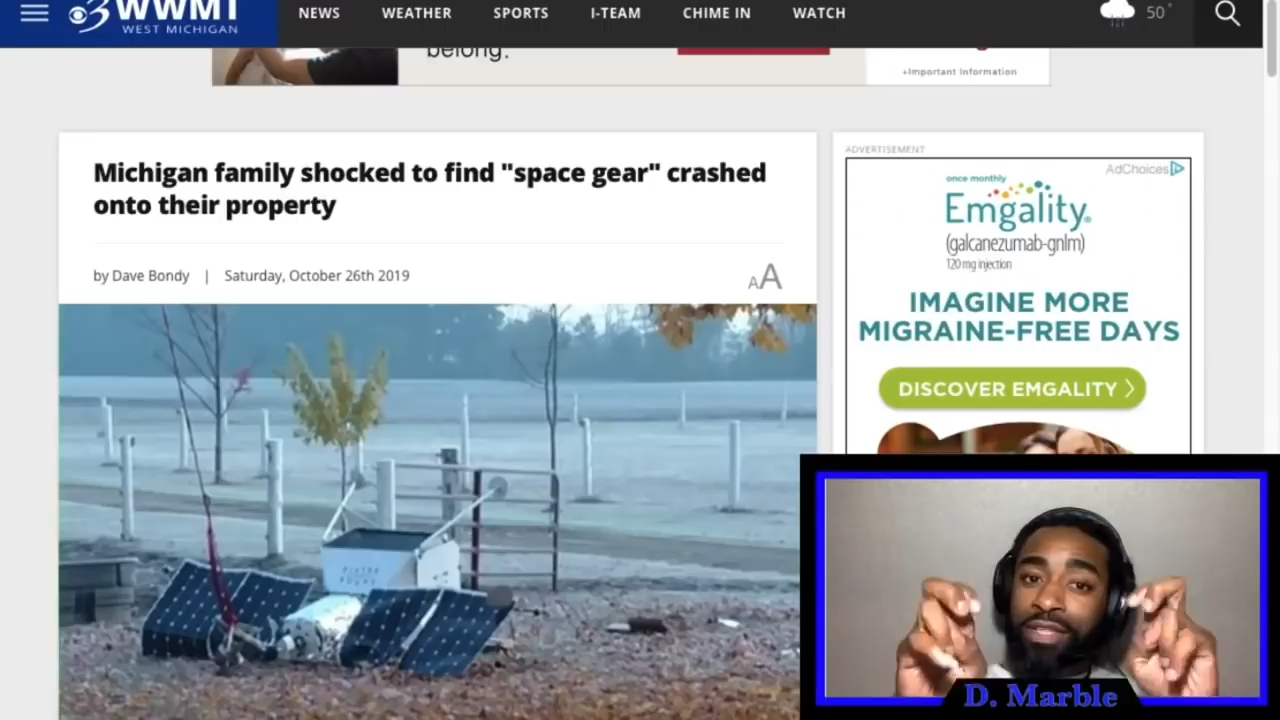 WWMT
WEST MICHIGAN
NEWS
WEATHER
SPORTS
I-TEAM
CHIME IN
WATCH
50°
belong.
+Important Information
Michigan family shocked to find "space gear" crashed
onto their property
by Dave Bondy | Saturday, October 26th 2019
AA
ADVERTISEMENT
AdChoices
once monthly
Emgality
(galcanezumab-gnlm)
120 mg injection
IMAGINE MORE
MIGRAINE-FREE DAYS
DISCOVER EMGALITY
D. Marble